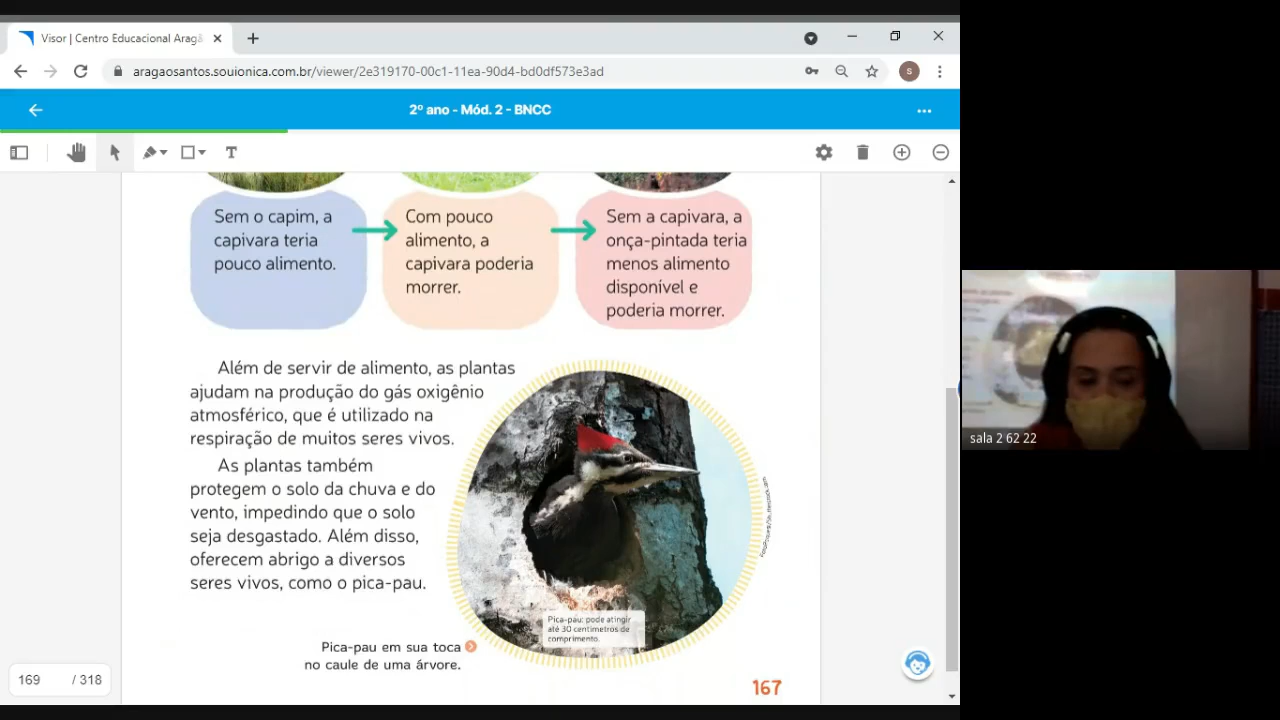 Visor | Centro Educacional Aragã
aragaosantos.souionica.com.br/viewer/2e319170-00c1-11ea-90d4-bd0df573e3ad
S
2º ano - Mód. 2 - BNCC
T
Sem o capim, a
capivara teria
pouco alimento.
Com pouco
alimento, a
capivara poderia
morrer.
Sem a capivara, a
onça-pintada teria
menos alimento
disponível e
poderia morrer.
Além de servir de alimento, as plantas
ajudam na produção do gás oxigênio
atmosférico, que é utilizado na
respiração de muitos seres vivos.
As plantas também
protegem o solo da chuva e do
vento, impedindo que o solo
seja desgastado. Além disso,
oferecem abrigo a diversos
seres vivos, como o pica-pau.
Pica-pau: pode atingir
até 30 centímetros de
comprimento.
Pica-pau em sua toca
no caule de uma árvore.
167
169 / 318
sala 2 62 22